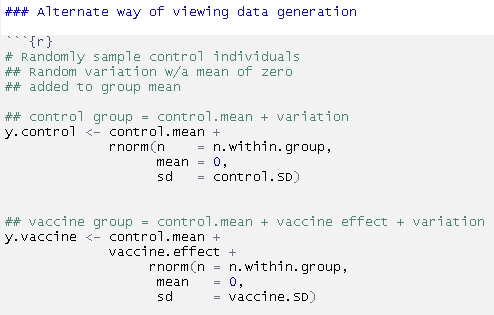 ### Alternate way of viewing data generation
```{r}
# Randomly sample control individuals
## Random variation w/a mean of zero
## added to group mean
## control group = control.mean + variation
y.control <- control.mean +
rnorm(n = n.within.group,
mean = 0,
sd = control.SD)
## vaccine group = control.mean + vaccine effect + variation
y.vaccine <- control.mean +
vaccine.effect +
rnorm(n = n.within.group,
mean = 0,
sd = vaccine.SD)